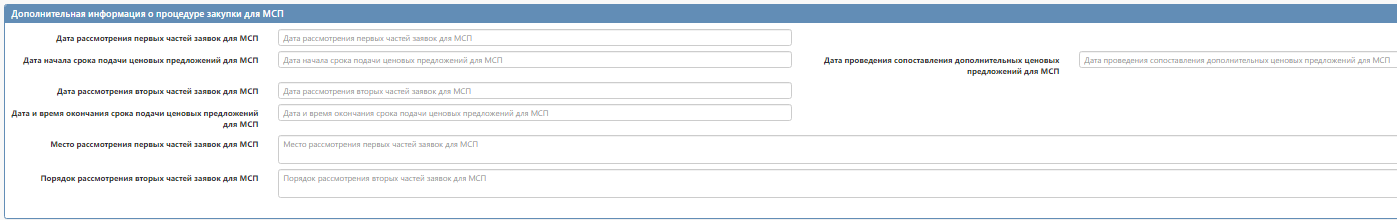 Дополнительная информация о процедуре закупки для МСП
Дата рассмотрения первых частей заявок для МСП
Дата рассмотрения первых частей заявок для МСП
Дата начала срока подачи ценовых предложений для МСП
Дата начала срока подачи ценовых предложений для МСП
Дата проведения сопоставления дополнительных ценовых
предложений для МСП
Дата проведения сопоставления дополнительных ценовых предложений для МСП
Дата рассмотрения вторых частей заявок для МСП
Дата рассмотрения вторых частей заявок для МСП
Дата и время окончания срока подачи ценовых предложений
для МСП
Дата и время окончания срока подачи ценовых предложений для МСП
Место рассмотрения первых частей заявок для МСП
Место рассмотрения первых частей заявок для МСП
Порядок рассмотрения вторых частей заявок для МСП
Порядок рассмотрения вторых частей заявок для МСП